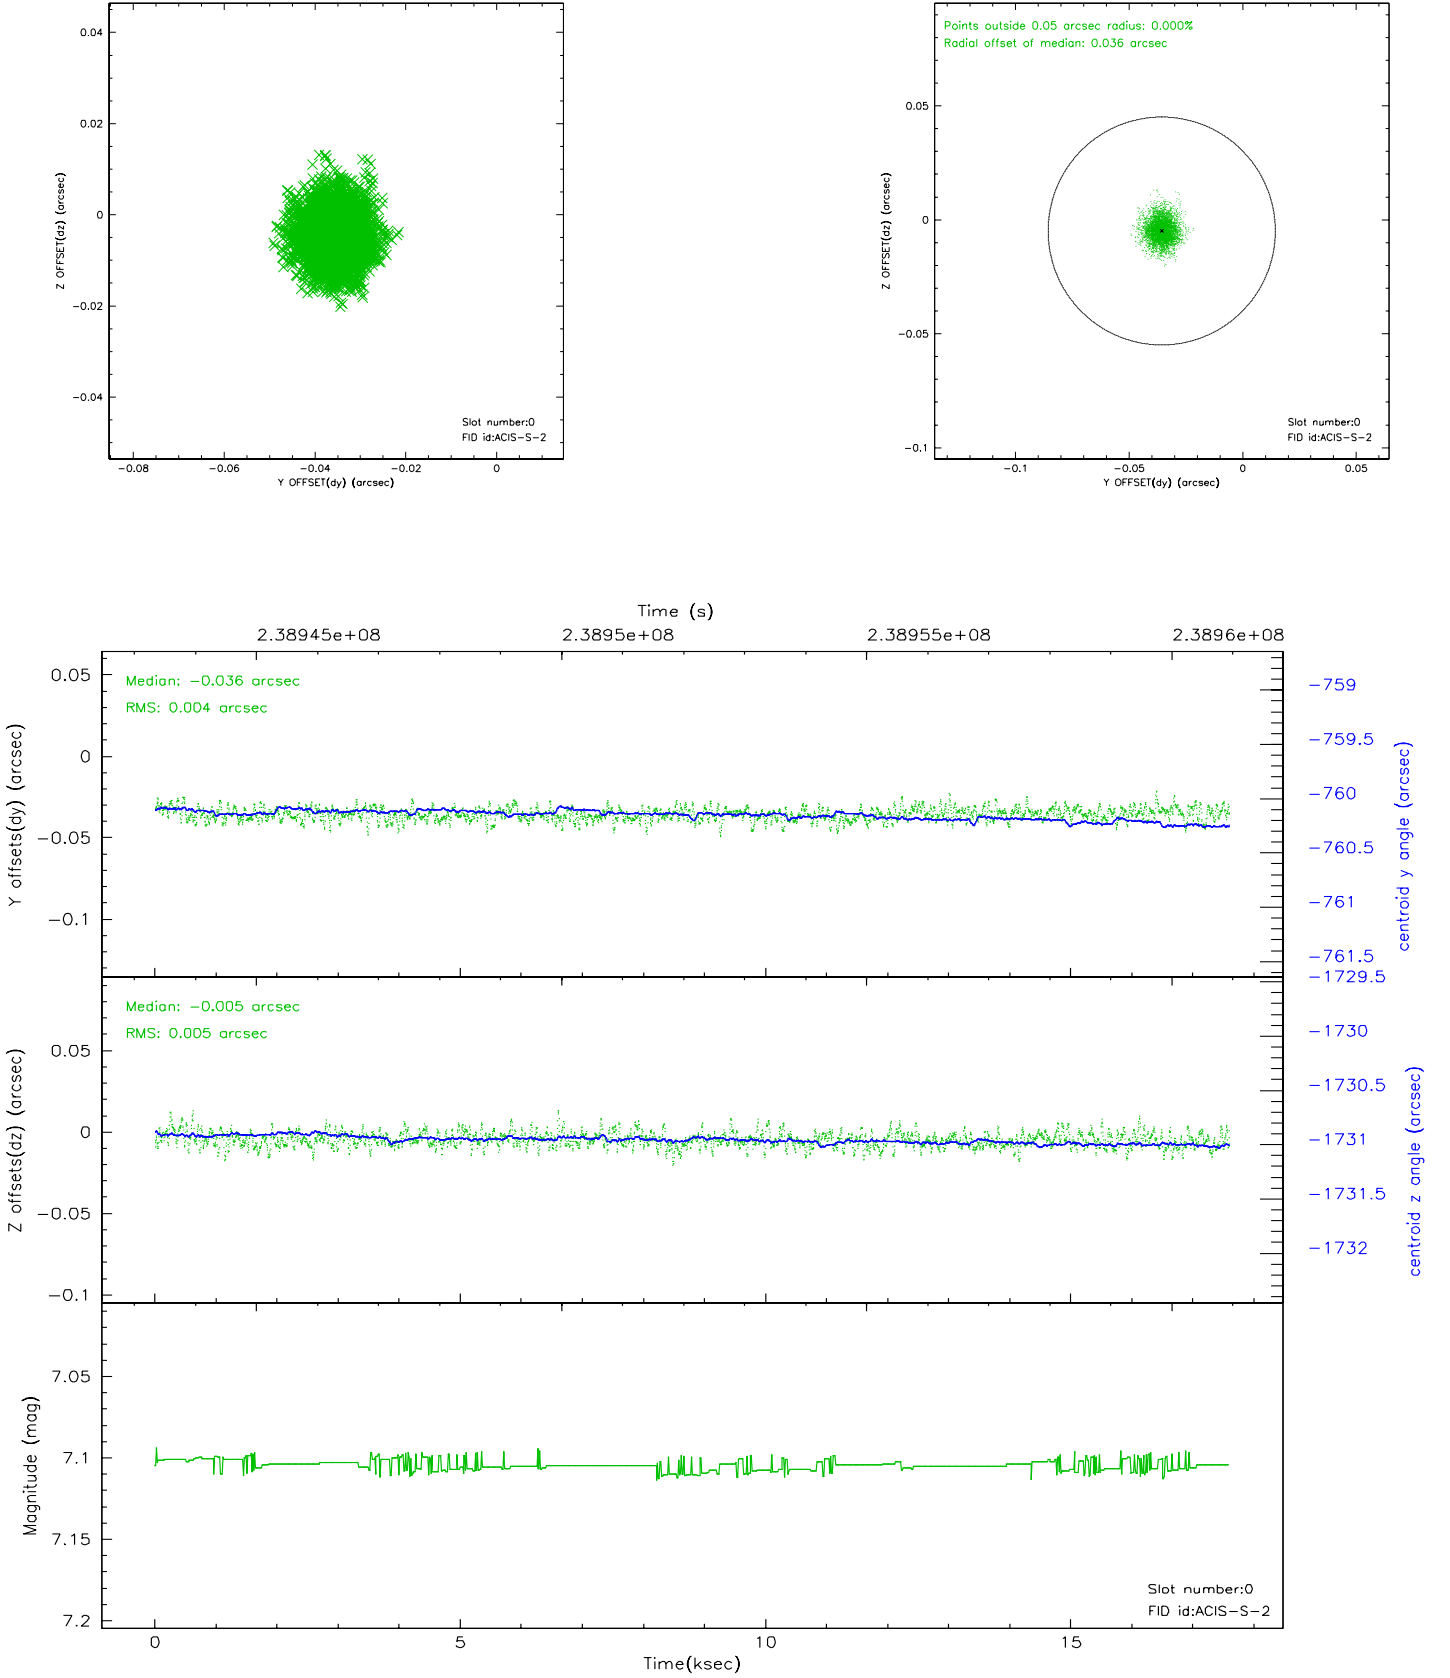 0.04
0.02
0
−0.02
−0.04
Z OFFSET(dz) (arcsec)
Slot number:0
FID id:ACIS−S−2
−0.08
−0.06
−0.04
−0.02
0
Y OFFSET(dy) (arcsec)
Points outside 0.05 arcsec radius: 0.000%
Radial offset of median: 0.036 arcsec
0.05
0
−0.05
−0.1
Z OFFSET(dz) (arcsec)
Slot number:0
FID id:ACIS−S−2
−0.1
−0.05
0
0.05
Y OFFSET(dy) (arcsec)
Time (s)
2.38945e+08
2.3895e+08
2.38955e+08
2.3896e+08
Median: −0.036 arcsec
RMS: 0.004 arcsec
0.05
0
−0.05
−0.1
Y offsets(dy) (arcsec)
−759
−759.5
−760
−760.5
−761
−761.5
centroid y angle (arcsec)
Median: −0.005 arcsec
RMS: 0.005 arcsec
0.05
0
−0.05
−0.1
Z offsets(dz) (arcsec)
−1729.5
−1730
−1730.5
−1731
−1731.5
−1732
centroid z angle (arcsec)
7.05
7.1
7.15
7.2
Magnitude (mag)
Slot number:0
FID id:ACIS−S−2
0
5
10
15
Time(ksec)